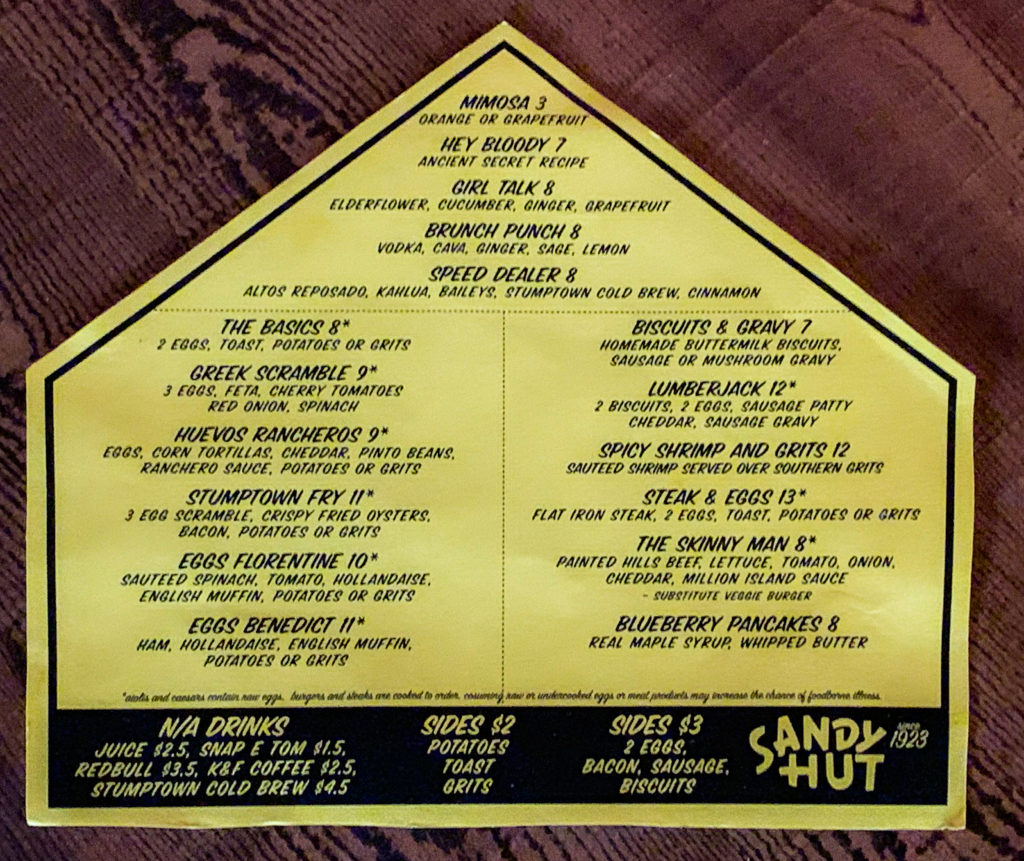 MIMOSA 3
ORANGE OR GRAPEFRUIT
HEY BLOODY 7
ANCIENT SECRET RECIPE
GIRL TALK 8
ELDERFLOWER, CUCUMBER, GINGER, GRAPEFRUIT
BRUNCH PUNCH 8
VODKA, CAVA, GINGER, SAGE, LEMON
SPEED DEALER 8
ALTOS REPOSADO, KAHLUA, BAILEYS, STUMPTOWN COLD BREW, CINNAMON
THE BASICS 8*
2 EGGS, TOAST, POTATOES OR GRITS
GREEK SCRAMBLE 9*
3 EGGS, FETA, CHERRY TOMATOES
RED ONION, SPINACH
HUEVOS RANCHEROS 9*
EGGS, CORN TORTILLAS, CHEDDAR, PINTO BEANS,
RANCHERO SAUCE, POTATOES OR GRITS
STUMPTOWN FRY 11*
3 EGG SCRAMBLE, CRISPY FRIED OYSTERS,
BACON, POTATOES OR GRITS
EGGS FLORENTINE 10*
SAUTEED SPINACH, TOMATO, HOLLANDAISE,
ENGLISH MUFFIN, POTATOES OR GRITS
EGGS BENEDICT 11*
HAM, HOLLANDAISE, ENGLISH MUFFIN,
POTATOES OR GRITS
BISCUITS & GRAVY 7
HOMEMADE BUTTERMILK BISCUITS,
SAUSAGE OR MUSHROOM GRAVY
LUMBERJACK 12*
2 BISCUITS, 2 EGGS, SAUSAGE PATTY
CHEDDAR, SAUSAGE GRAVY
SPICY SHRIMP AND GRITS 12
SAUTEED SHRIMP SERVED OVER SOUTHERN GRITS
STEAK & EGGS 13*
FLAT IRON STEAK, 2 EGGS, TOAST, POTATOES OR GRITS
THE SKINNY MAN 8*
PAINTED HILLS BEEF, LETTUCE, TOMATO, ONION,
CHEDDAR, MILLION ISLAND SAUCE
- SUBSTITUTE VEGGIE BURGER
BLUEBERRY PANCAKES 8
REAL MAPLE SYRUP, WHIPPED BUTTER
*aiolis and caesars contain raw eggs. burgers and steaks are cooked to order. cosuming raw or undercooked eggs or meat products may increase the chance of foodborne illness.
N/A DRINKS
JUICE $2.5, SNAP E TOM $1.5,
REDBULL $3.5, K&F COFFEE $2.5,
STUMPTOWN COLD BREW $4.5
SIDES $2
POTATOES
TOAST
GRITS
SIDES $3
2 EGGS,
BACON, SAUSAGE,
BISCUITS
SANDY
HUT
SINCE
1923